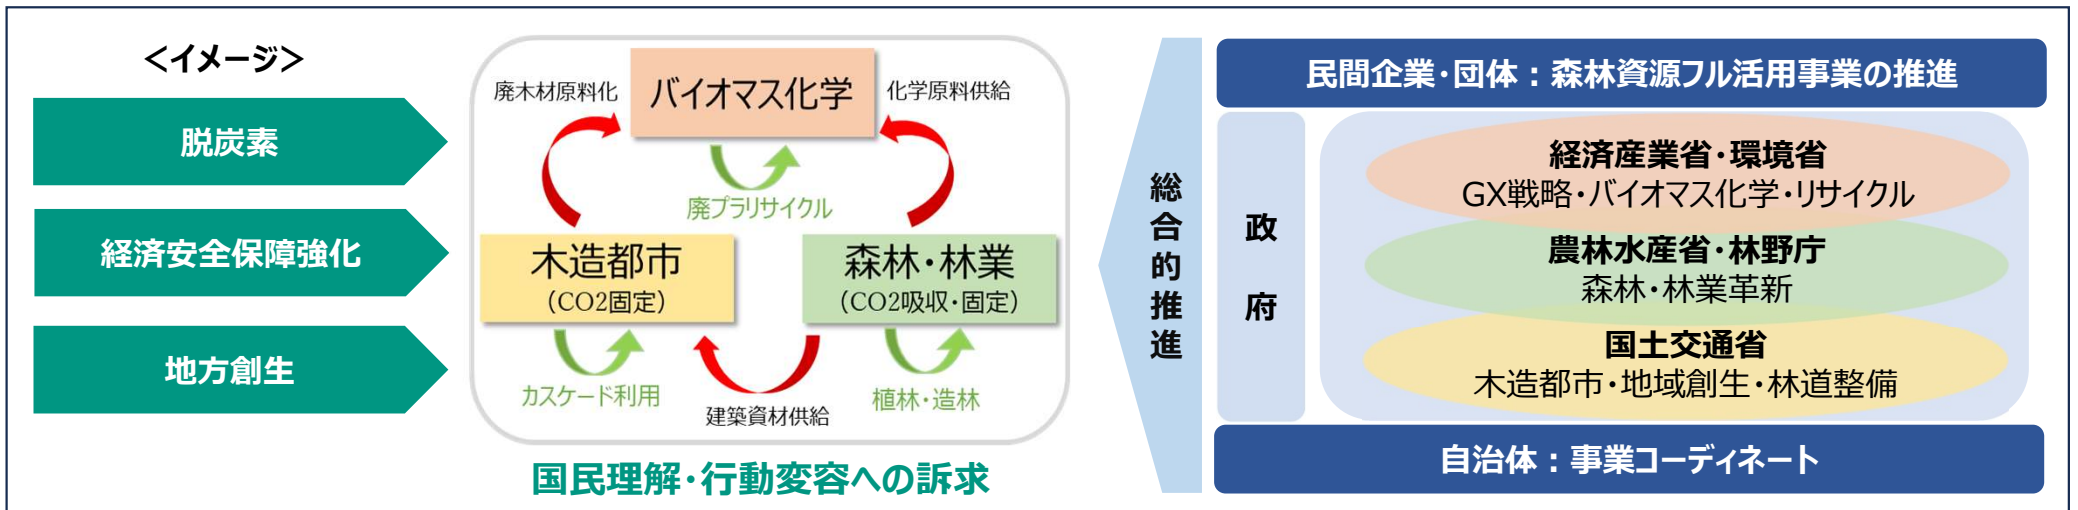 ＜イメージ＞
脱炭素
経済安全保障強化
地方創生
廃木材原料化
バイオマス化学
化学原料供給
廃プラリサイクル
木造都市
（CO2固定）
森林・林業
（CO2吸収・固定）
カスケード利用
建築資材供給
植林・造林
国民理解・行動変容への訴求
総合的推進
民間企業・団体：森林資源フル活用事業の推進
政府
経済産業省・環境省
GX戦略・バイオマス化学・リサイクル
農林水産省・林野庁
森林・林業革新
国土交通省
木造都市・地域創生・林道整備
自治体：事業コーディネート